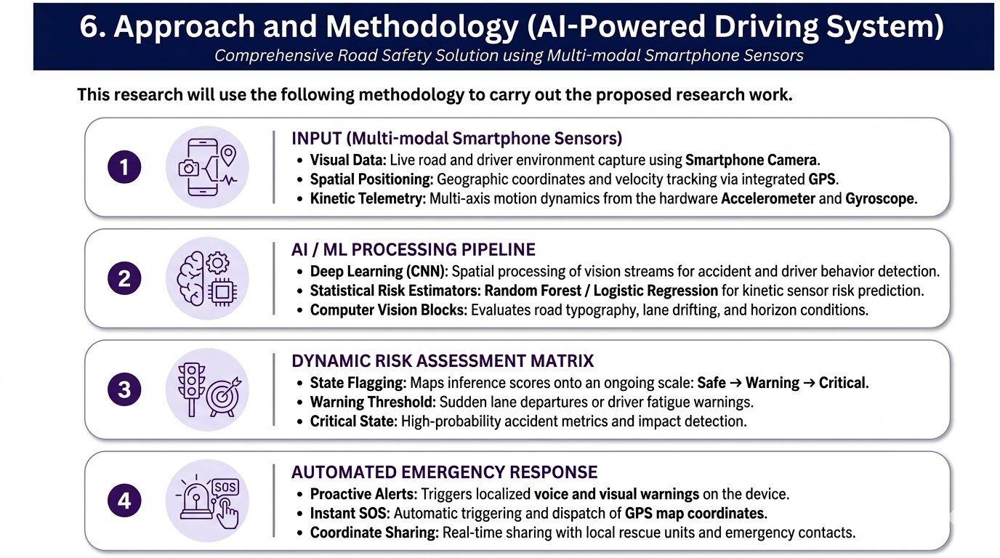 6. Approach and Methodology (AI-Powered Driving System)
Comprehensive Road Safety Solution using Multi-modal Smartphone Sensors
This research will use the following methodology to carry out the proposed research work.
1
INPUT (Multi-modal Smartphone Sensors)
• Visual Data: Live road and driver environment capture using Smartphone Camera.
• Spatial Positioning: Geographic coordinates and velocity tracking via integrated GPS.
• Kinetic Telemetry: Multi-axis motion dynamics from the hardware Accelerometer and Gyroscope.
2
AI / ML PROCESSING PIPELINE
• Deep Learning (CNN): Spatial processing of vision streams for accident and driver behavior detection.
• Statistical Risk Estimators: Random Forest / Logistic Regression for kinetic sensor risk prediction.
• Computer Vision Blocks: Evaluates road typography, lane drifting, and horizon conditions.
3
DYNAMIC RISK ASSESSMENT MATRIX
• State Flagging: Maps inference scores onto an ongoing scale: Safe → Warning → Critical.
• Warning Threshold: Sudden lane departures or driver fatigue warnings.
• Critical State: High-probability accident metrics and impact detection.
4
SOS
AUTOMATED EMERGENCY RESPONSE
• Proactive Alerts: Triggers localized voice and visual warnings on the device.
• Instant SOS: Automatic triggering and dispatch of GPS map coordinates.
• Coordinate Sharing: Real-time sharing with local rescue units and emergency contacts.